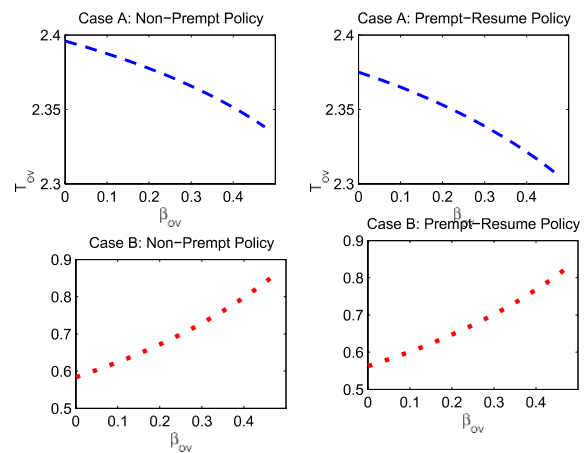 Case A: Non−Prempt Policy
2.4
2.35
2.3
T_ov
0 0.1 0.2 0.3 0.4
β_ov
Case A: Prempt−Resume Policy
2.4
2.35
2.3
T_ov
0 0.1 0.2 0.3 0.4
β_ov
Case B: Non−Prempt Policy
0.9
0.8
0.7
0.6
0.5
0 0.1 0.2 0.3 0.4
β_ov
Case B: Prempt−Resume Policy
0.9
0.8
0.7
0.6
0.5
0 0.1 0.2 0.3 0.4
β_ov